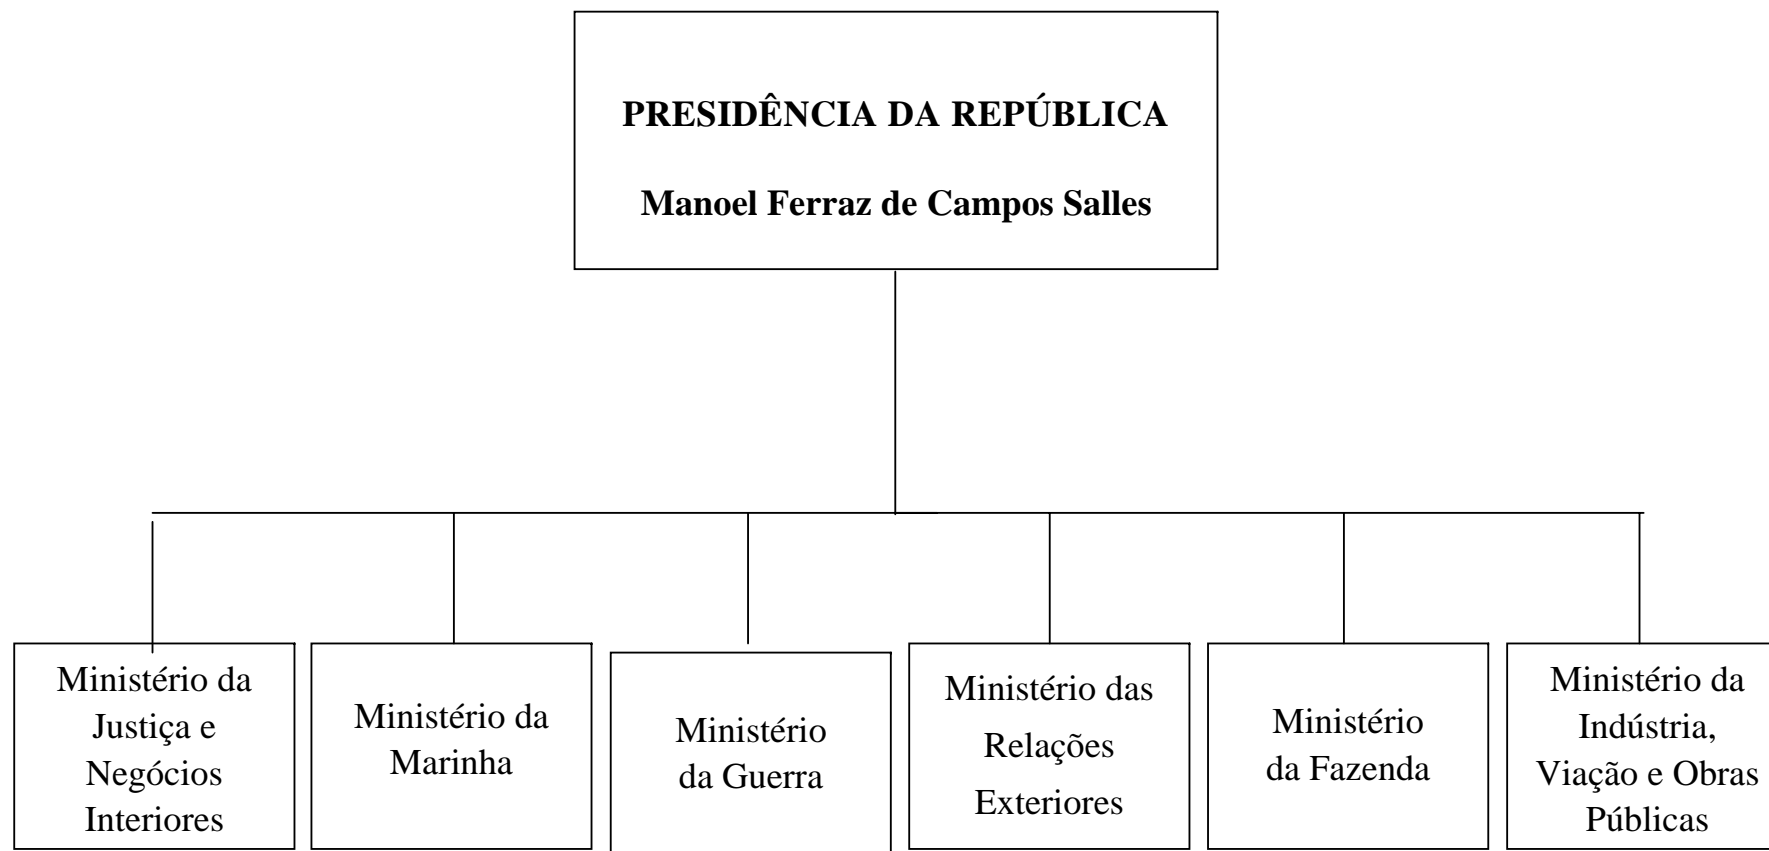 PRESIDÊNCIA DA REPÚBLICA
Manoel Ferraz de Campos Salles
Ministério da
Justiça e
Negócios
Interiores
Ministério da
Marinha
Ministério
da Guerra
Ministério das
Relações
Exteriores
Ministério
da Fazenda
Ministério da
Indústria,
Viação e Obras
Públicas